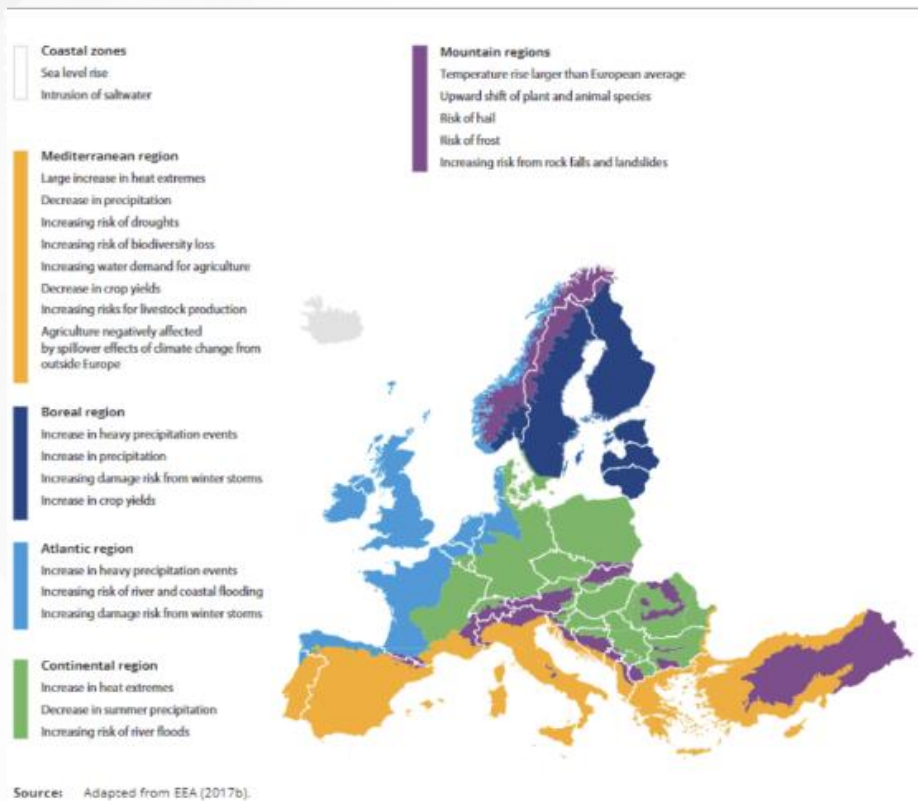 Coastal zones
Sea level rise
Intrusion of saltwater
Mountain regions
Temperature rise larger than European average
Upward shift of plant and animal species
Risk of hail
Risk of frost
Increasing risk from rock falls and landslides
Mediterranean region
Large increase in heat extremes
Decrease in precipitation
Increasing risk of droughts
Increasing risk of biodiversity loss
Increasing water demand for agriculture
Decrease in crop yields
Increasing risks for livestock production
Agriculture negatively affected
by spillover effects of climate change from
outside Europe
Boreal region
Increase in heavy precipitation events
Increase in precipitation
Increasing damage risk from winter storms
Increase in crop yields
Atlantic region
Increase in heavy precipitation events
Increasing risk of river and coastal flooding
Increasing damage risk from winter storms
Continental region
Increase in heat extremes
Decrease in summer precipitation
Increasing risk of river floods
Source: Adapted from EEA (2017b).